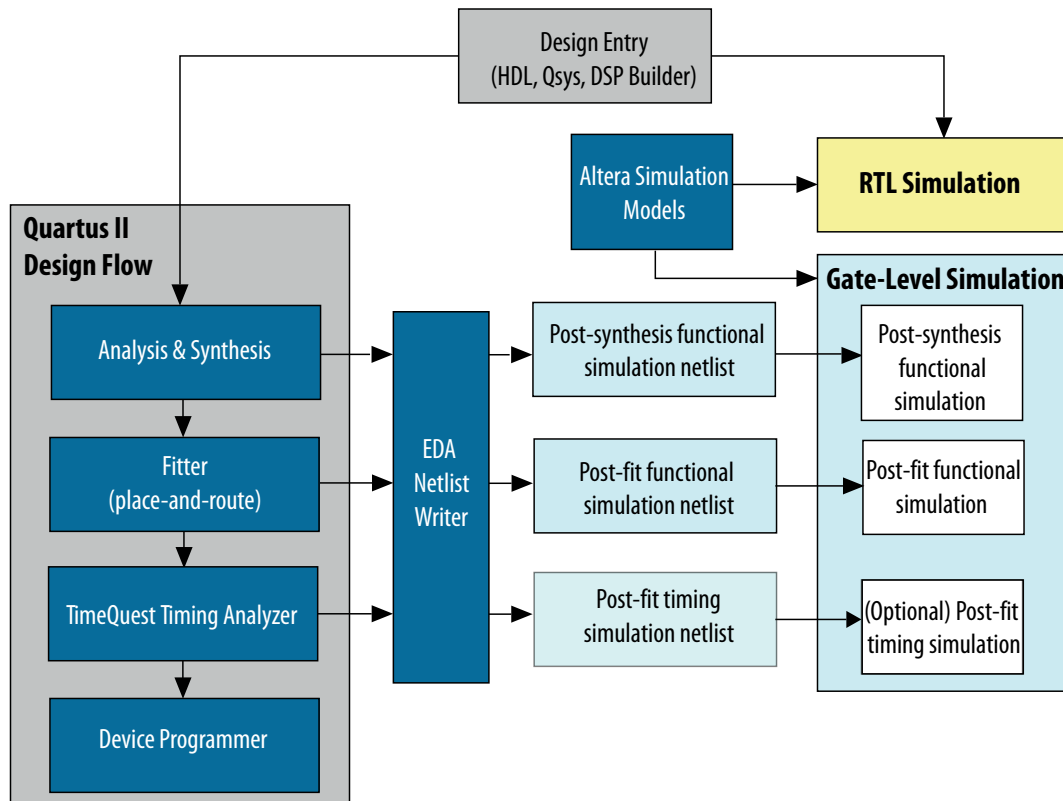 Design Entry
(HDL, Qsys, DSP Builder)
Altera Simulation
Models
RTL Simulation
Quartus II
Design Flow
Gate-Level Simulation
Analysis & Synthesis
Post-synthesis functional
simulation netlist
Post-synthesis
functional
simulation
Fitter
(place-and-route)
EDA
Netlist
Writer
Post-fit functional
simulation netlist
Post-fit functional
simulation
TimeQuest Timing Analyzer
Post-fit timing
simulation netlist
(Optional) Post-fit
timing simulation
Device Programmer